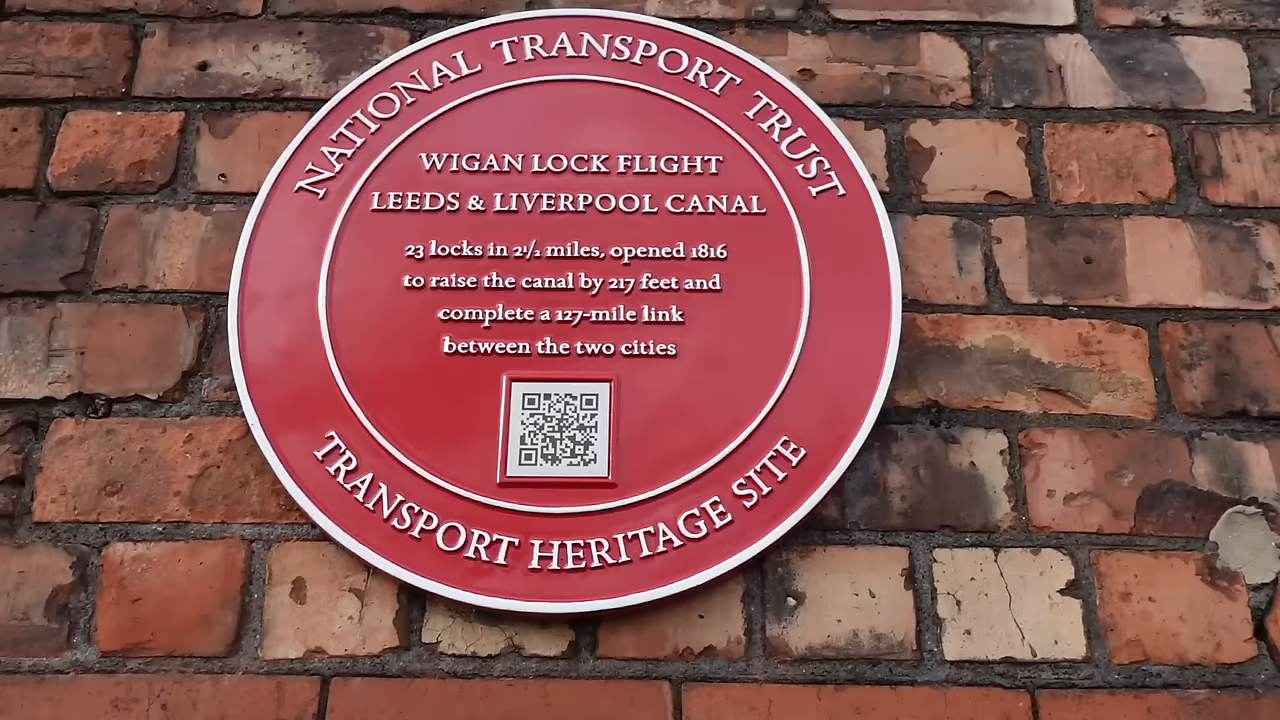 NATIONAL TRANSPORT TRUST
WIGAN LOCK FLIGHT
LEEDS & LIVERPOOL CANAL
23 locks in 2½ miles, opened 1816
to raise the canal by 217 feet and
complete a 127-mile link
between the two cities
TRANSPORT HERITAGE SITE